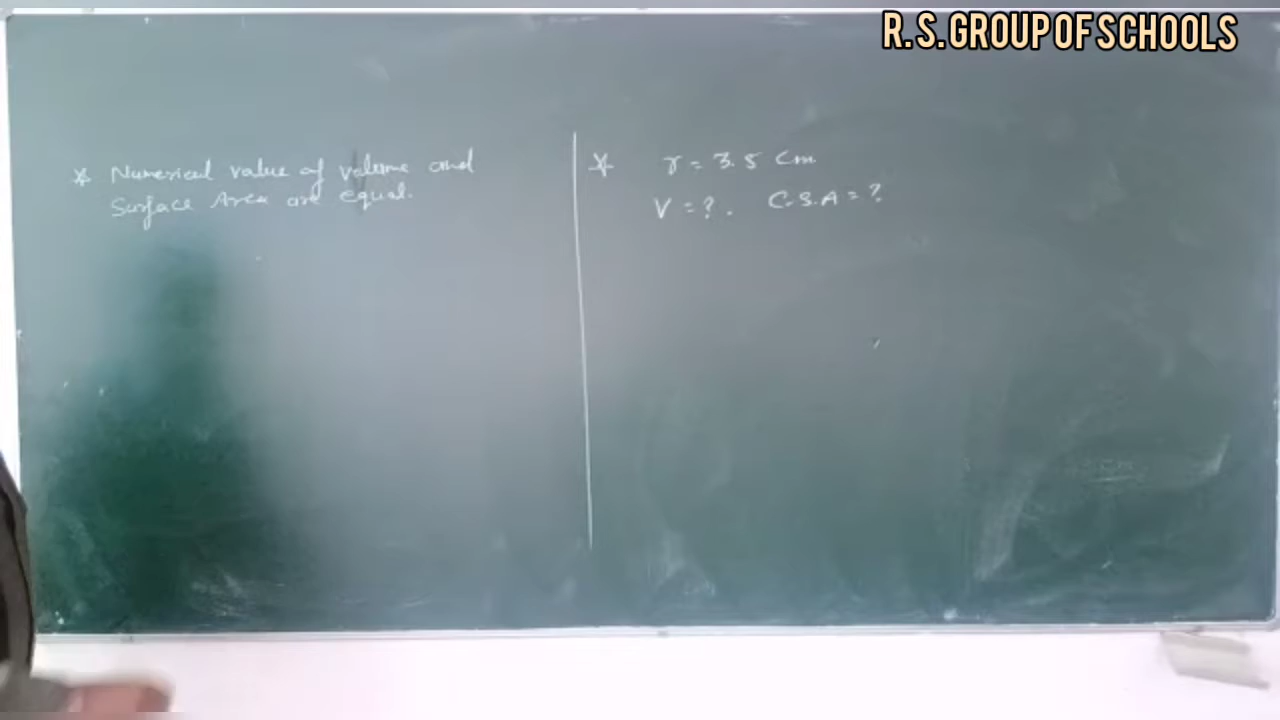 R. S. GROUP OF SCHOOLS
* Numerical value of volume and
Surface Area are equal.
* r = 3.5 Cm
V = ?. C.S.A = ?